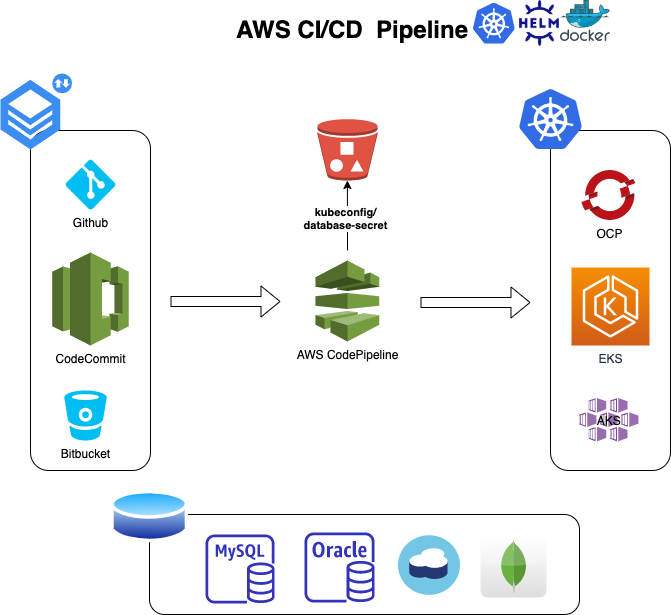 AWS CI/CD Pipeline
HELM
docker
Github
CodeCommit
Bitbucket
kubeconfig/
database-secret
AWS CodePipeline
OCP
K
EKS
AKS
MySQL
Oracle